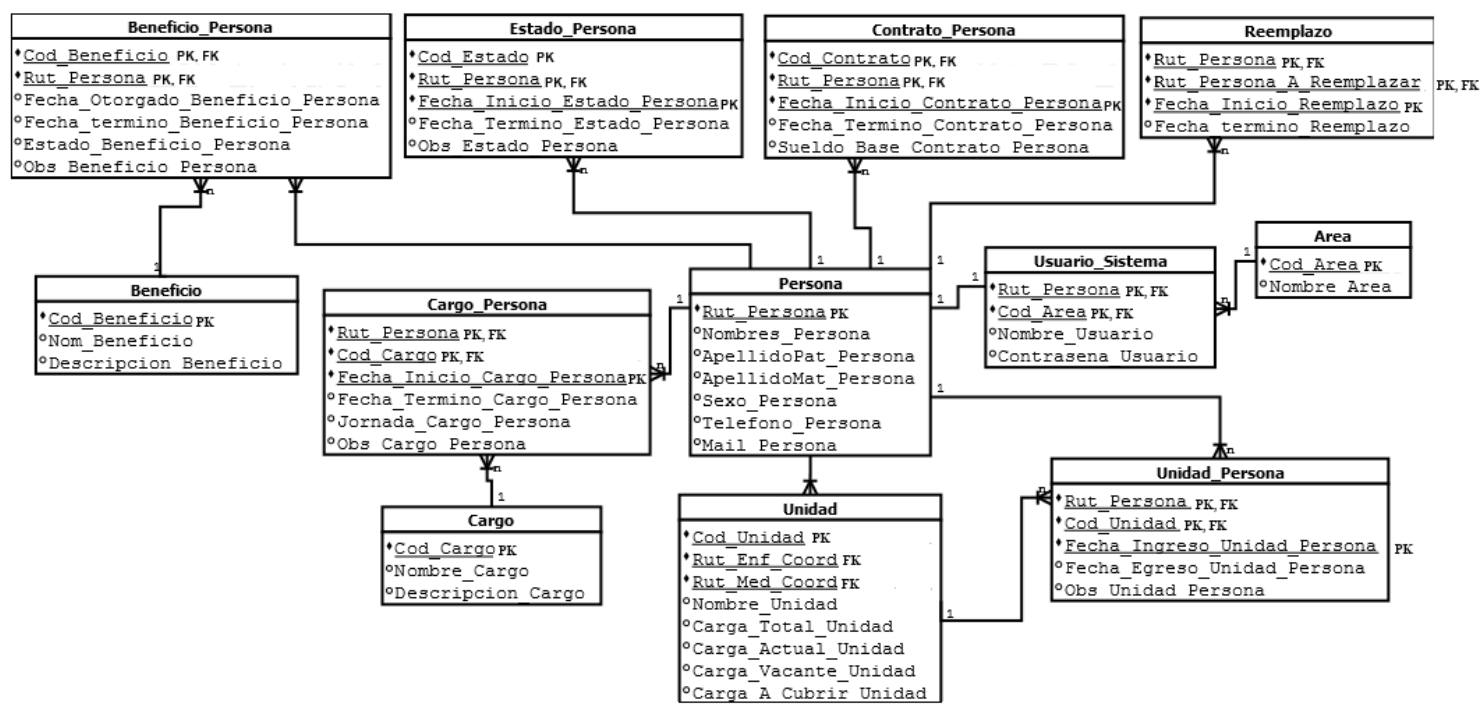 Beneficio_Persona
Cod_Beneficio PK, FK
Rut_Persona PK, FK
Fecha_Otorgado_Beneficio_Persona
Fecha_termino_Beneficio_Persona
Estado_Beneficio_Persona
Obs_Beneficio_Persona
Estado_Persona
Cod_Estado PK
Rut_Persona PK, FK
Fecha_Inicio_Estado_Persona PK
Fecha_Termino_Estado_Persona
Obs_Estado_Persona
Contrato_Persona
Cod_Contrato PK, FK
Rut_Persona PK, FK
Fecha_Inicio_Contrato_Persona PK
Fecha_Termino_Contrato_Persona
Sueldo_Base_Contrato_Persona
Reemplazo
Rut_Persona PK, FK
Rut_Persona_A_Reemplazar PK, FK
Fecha_Inicio_Reemplazo PK
Fecha_termino_Reemplazo
n
n
n
n
1
1
1
1
Beneficio
Cod_Beneficio PK
Nom_Beneficio
Descripcion_Beneficio
Cargo_Persona
Rut_Persona PK, FK
Cod_Cargo PK, FK
Fecha_Inicio_Cargo_Persona PK
Fecha_Termino_Cargo_Persona
Jornada_Cargo_Persona
Obs_Cargo_Persona
1
n
Persona
Rut_Persona PK
Nombres_Persona
ApellidoPat_Persona
ApellidoMat_Persona
Sexo_Persona
Telefono_Persona
Mail_Persona
1
1
Usuario_Sistema
Rut_Persona PK, FK
Cod_Area PK, FK
Nombre_Usuario
Contrasena_Usuario
n
1
Area
Cod_Area PK
Nombre_Area
n
1
Cargo
Cod_Cargo PK
Nombre_Cargo
Descripcion_Cargo
Unidad
Cod_Unidad PK
Rut_Enf_Coord FK
Rut_Med_Coord FK
Nombre_Unidad
Carga_Total_Unidad
Carga_Actual_Unidad
Carga_Vacante_Unidad
Carga_A_Cubrir_Unidad
1
n
n
Unidad_Persona
Rut_Persona PK, FK
Cod_Unidad PK, FK
Fecha_Ingreso_Unidad_Persona PK
Fecha_Egreso_Unidad_Persona
Obs_Unidad_Persona